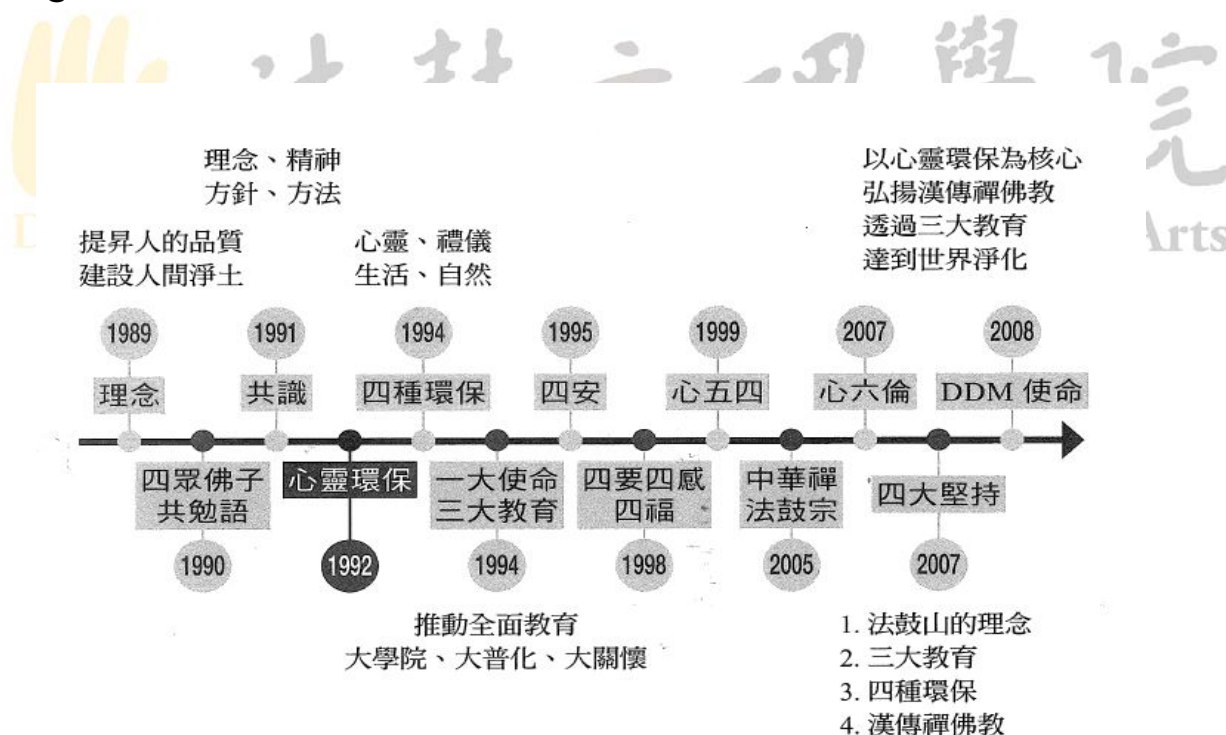 理念、精神
方針、方法
以心靈環保為核心
弘揚漢傳禪佛教
透過三大教育
達到世界淨化
Arts
提昇人的品質
建設人間淨土
心靈、禮儀
生活、自然
1989
1991
1994
1995
1999
2007
2008
理念
共識
四種環保
四安
心五四
心六倫
DDM 使命
四眾佛子
共勉語
心靈環保
一大使命
三大教育
四要四感
四福
中華禪
法鼓宗
四大堅持
1990
1992
1994
1998
2005
2007
推動全面教育
大學院、大普化、大關懷
1. 法鼓山的理念
2. 三大教育
3. 四種環保
4. 漢傳禪佛教